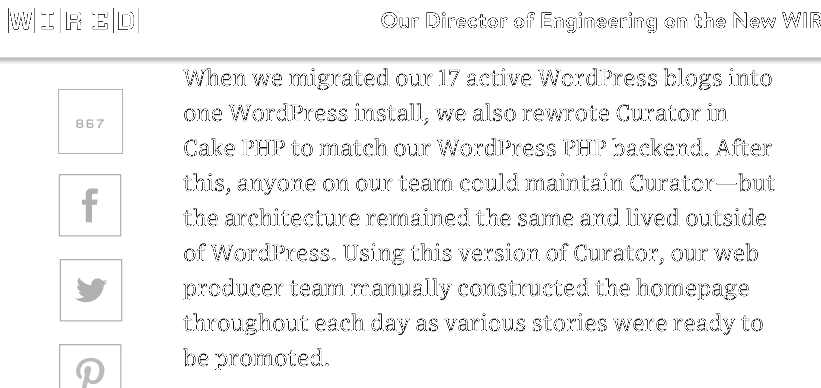 WIRED
Our Director of Engineering on the New WIR
867
When we migrated our 17 active WordPress blogs into
one WordPress install, we also rewrote Curator in
Cake PHP to match our WordPress PHP backend. After
this, anyone on our team could maintain Curator—but
the architecture remained the same and lived outside
of WordPress. Using this version of Curator, our web
producer team manually constructed the homepage
throughout each day as various stories were ready to
be promoted.